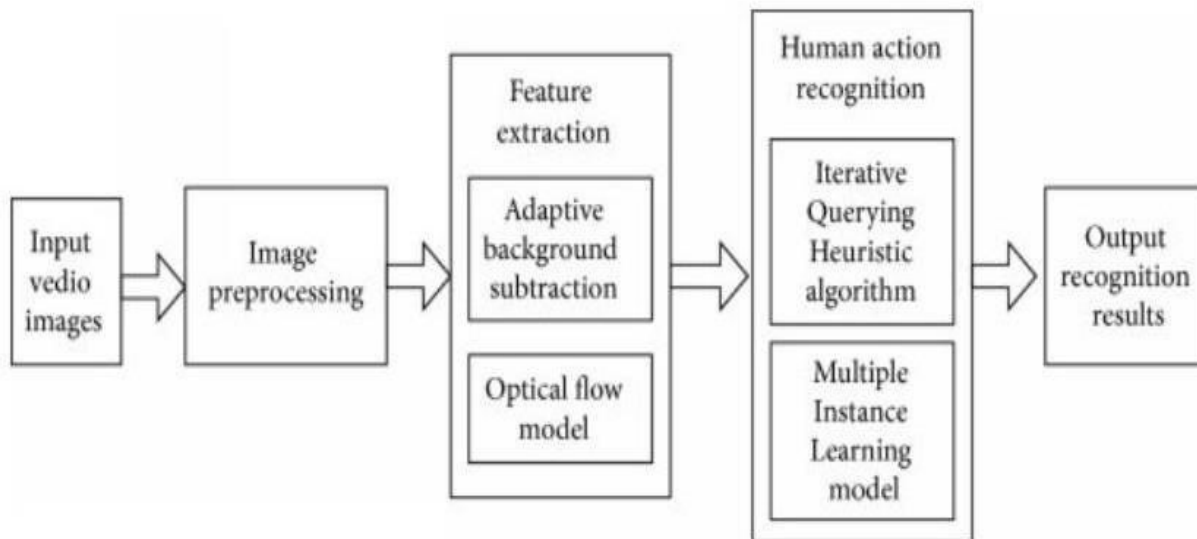 Input
vedio
images
Image
preprocessing
Feature
extraction
Adaptive
background
subtraction
Optical flow
model
Human action
recognition
Iterative
Querying
Heuristic
algorithm
Multiple
Instance
Learning
model
Output
recognition
results